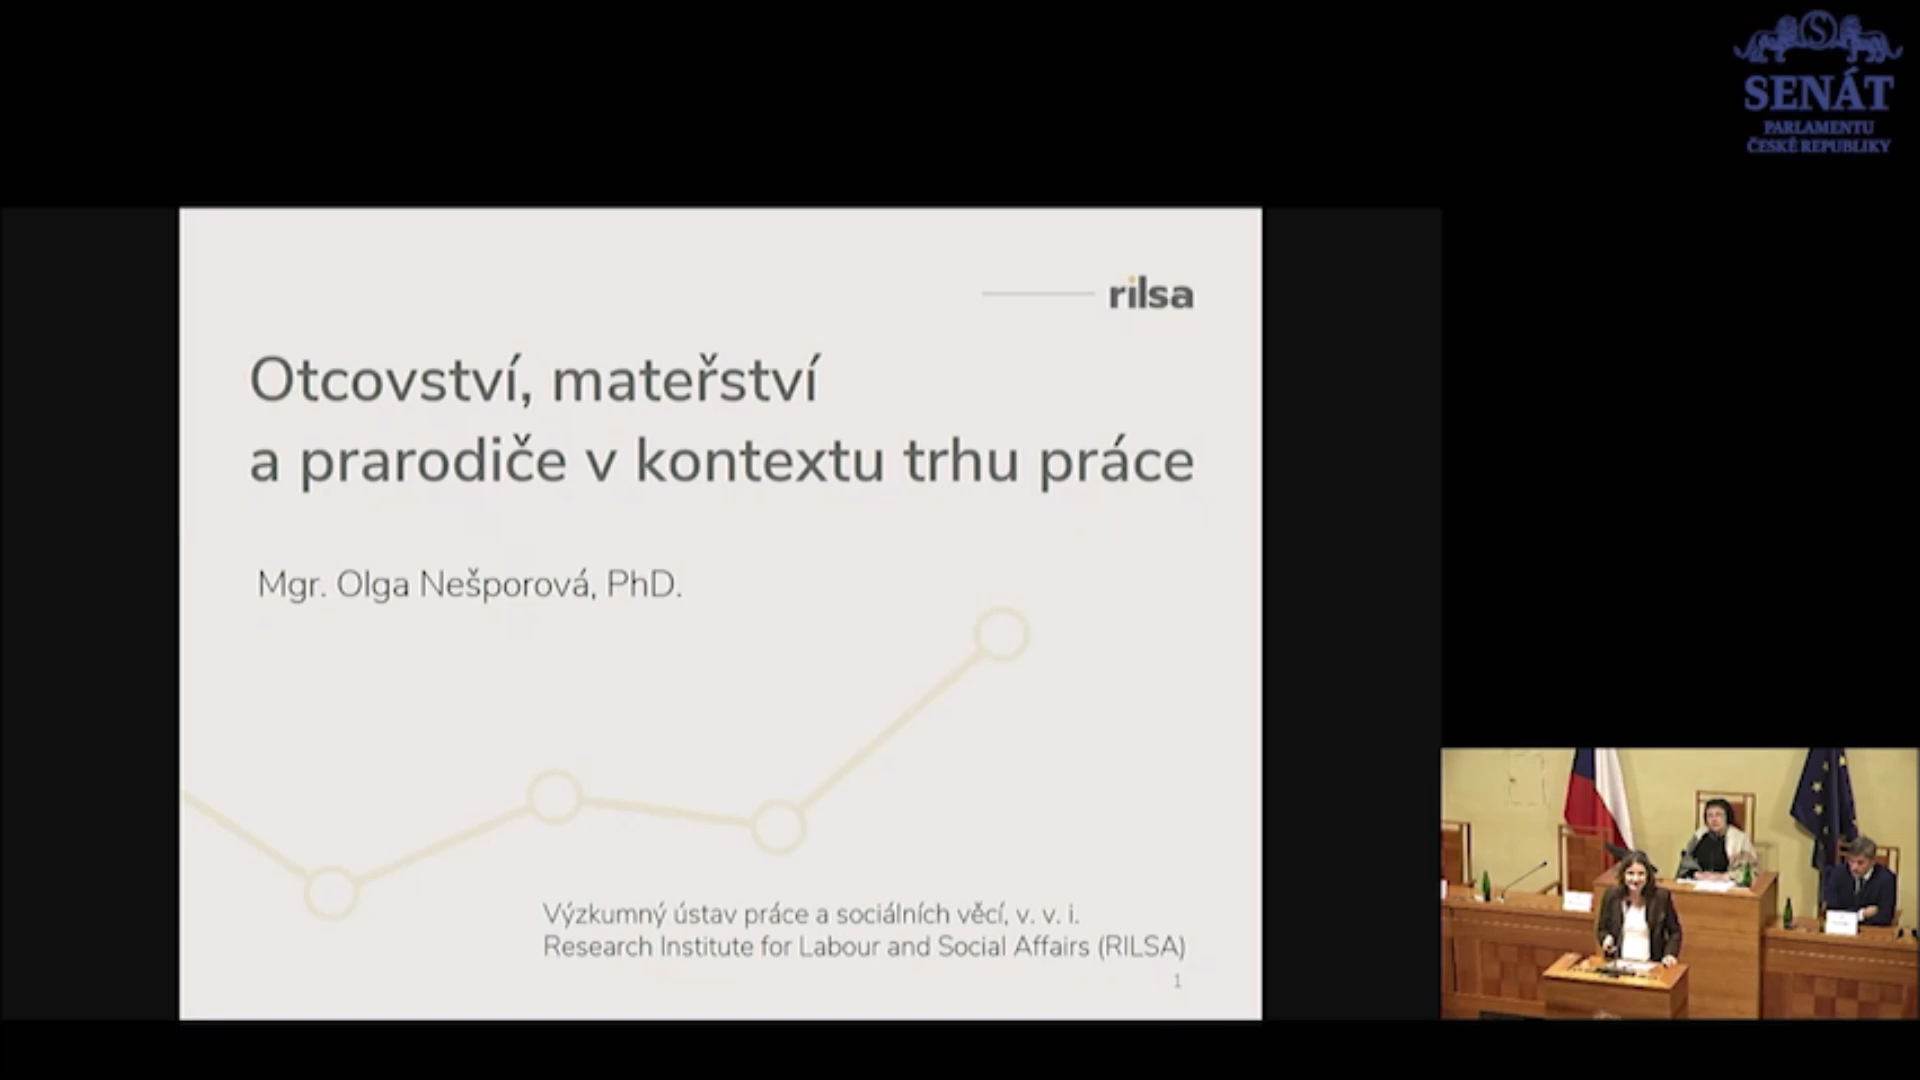 SENÁT
PARLAMENTU
ČESKÉ REPUBLIKY
rilsa
Otcovství, mateřství
a prarodiče v kontextu trhu práce
Mgr. Olga Nešporová, PhD.
Výzkumný ústav práce a sociálních věcí, v. v. i.
Research Institute for Labour and Social Affairs (RILSA)
1